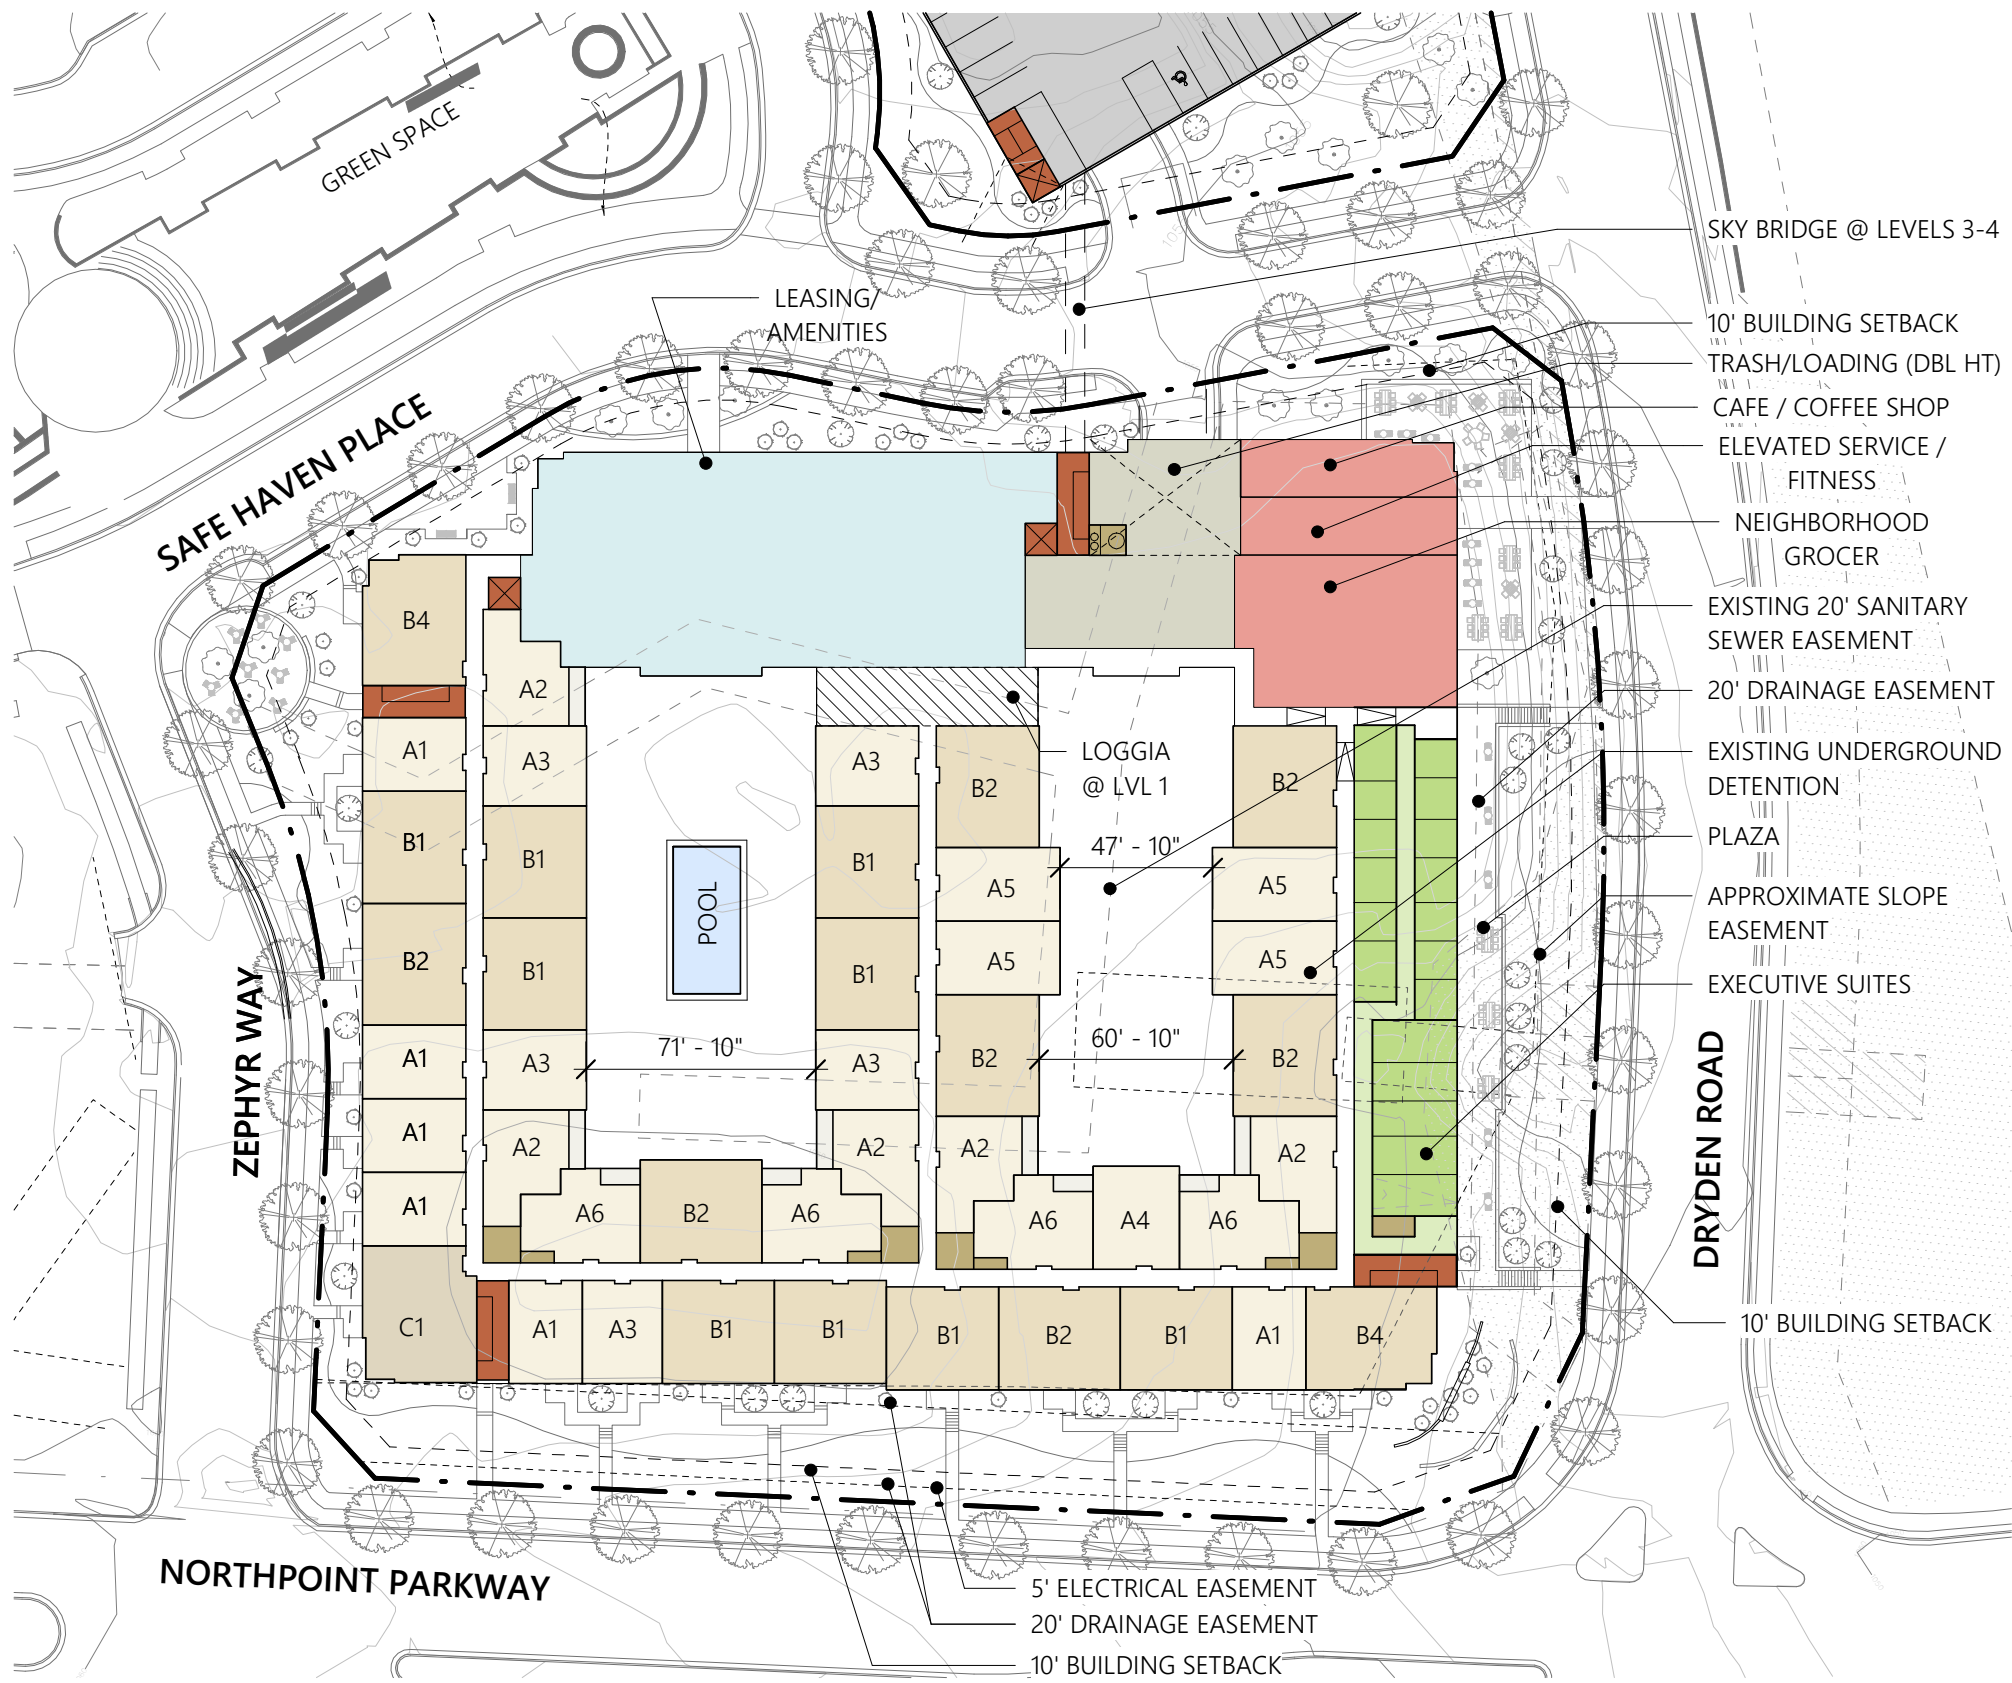 GREEN SPACE
SKY BRIDGE @ LEVELS 3-4
LEASING/
AMENITIES
10' BUILDING SETBACK
TRASH/LOADING (DBL HT)
CAFE / COFFEE SHOP
ELEVATED SERVICE /
FITNESS
NEIGHBORHOOD
GROCER
EXISTING 20' SANITARY
SEWER EASEMENT
20' DRAINAGE EASEMENT
EXISTING UNDERGROUND
DETENTION
PLAZA
APPROXIMATE SLOPE
EASEMENT
EXECUTIVE SUITES
10' BUILDING SETBACK
SAFE HAVEN PLACE
ZEPHYR WAY
DRYDEN ROAD
NORTHPOINT PARKWAY
B4
A1
B1
B2
A1
A1
A1
C1
A2
A3
B1
B1
A3
A2
A6
B2
A6
POOL
71' - 10"
A3
B1
B1
A3
A2
LOGGIA
@ LVL 1
B2
A5
A5
B2
A2
A6
A4
A6
47' - 10"
60' - 10"
B2
A5
A5
B2
A2
A1
A3
B1
B1
B1
B2
B1
A1
B4
5' ELECTRICAL EASEMENT
20' DRAINAGE EASEMENT
10' BUILDING SETBACK